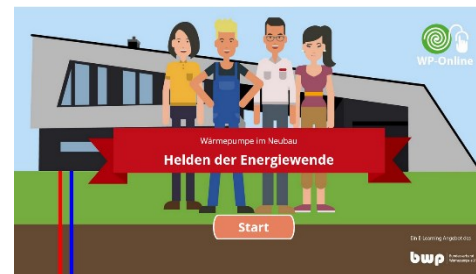 WP-Online
Wärmepumpe im Neubau
Helden der Energiewende
Start
Ein E-Learning Angebot des
bwp